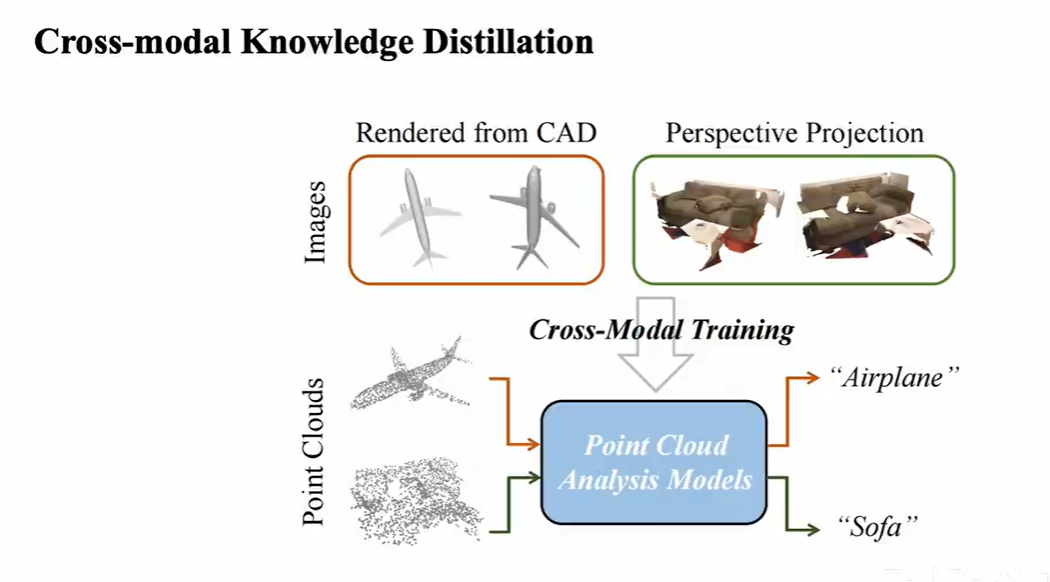 Cross-modal Knowledge Distillation
Rendered from CAD
Perspective Projection
Images
Cross-Modal Training
Point Clouds
Point Cloud
Analysis Models
“Airplane”
“Sofa”